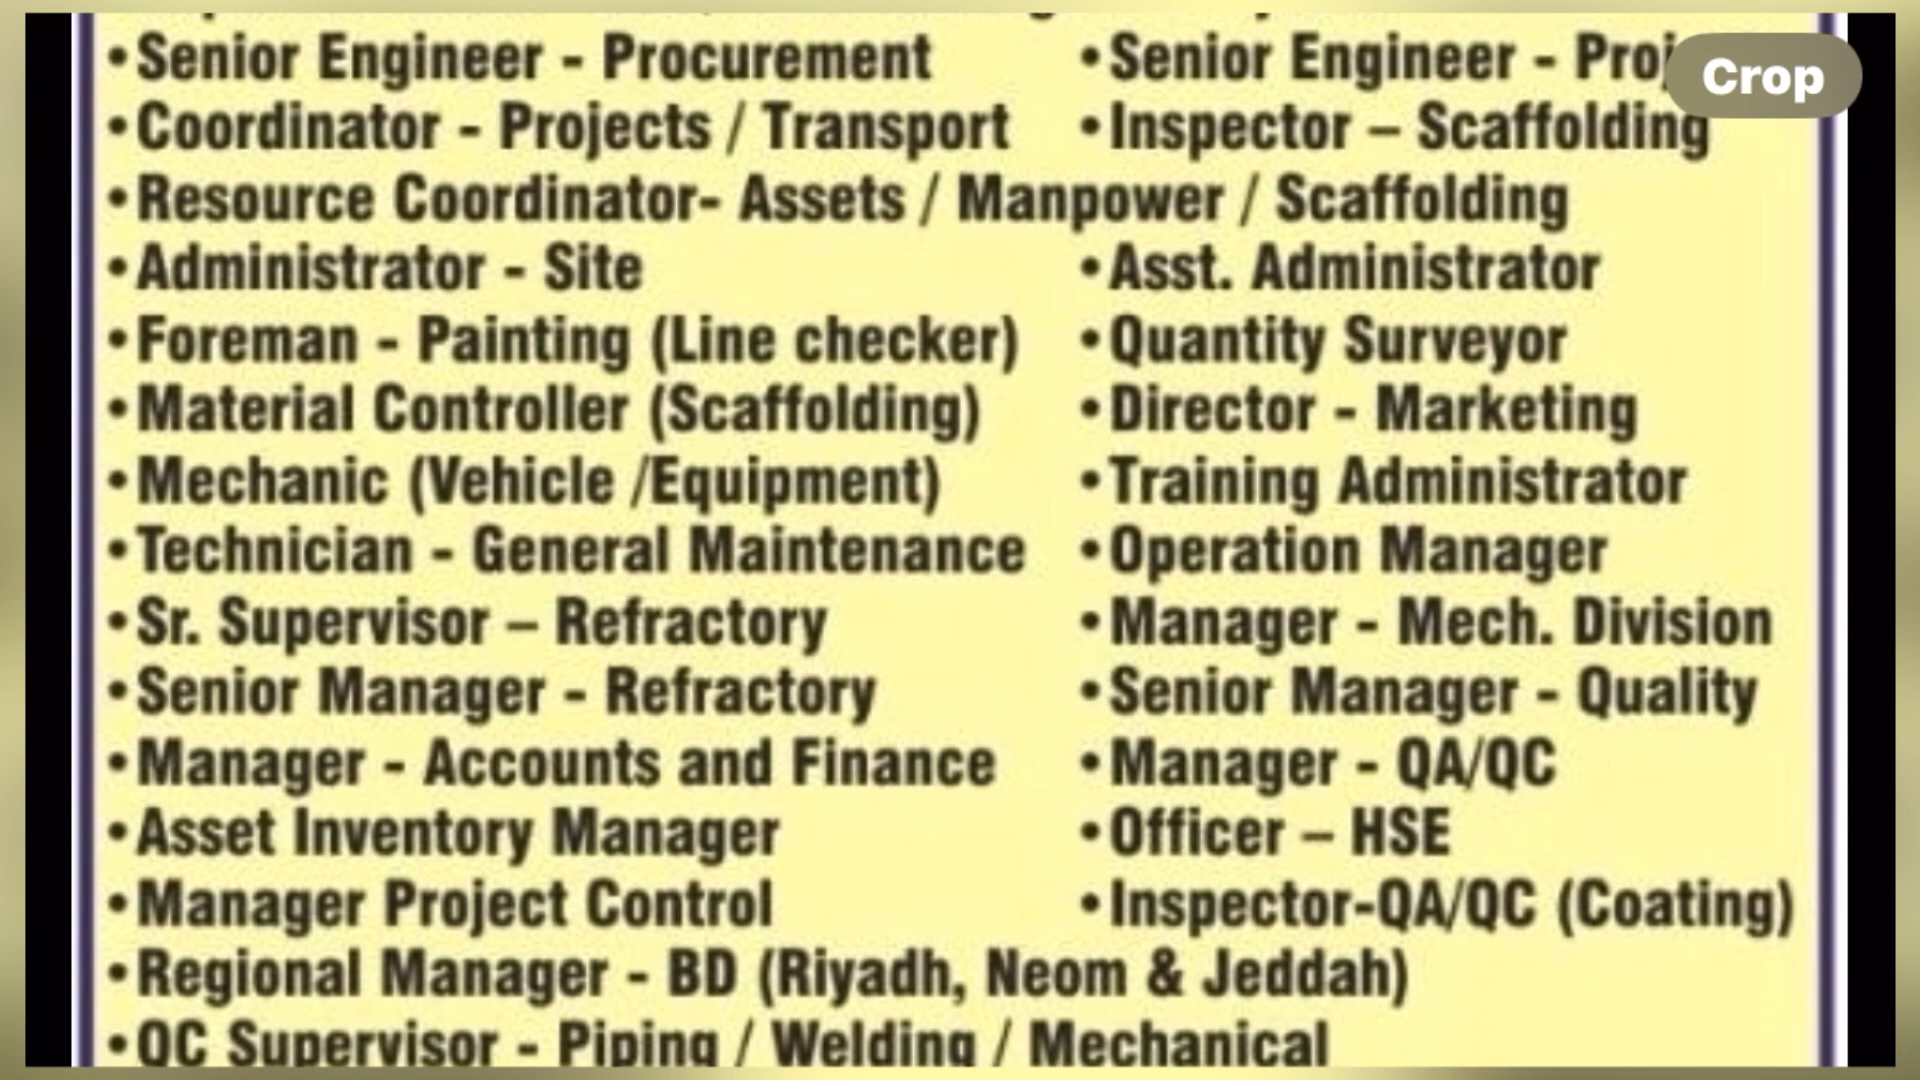 •Senior Engineer - Procurement •Senior Engineer - Proj
Crop
•Coordinator - Projects / Transport •Inspector – Scaffolding
•Resource Coordinator- Assets / Manpower / Scaffolding
•Administrator - Site •Asst. Administrator
•Foreman - Painting (Line checker) •Quantity Surveyor
•Material Controller (Scaffolding) •Director - Marketing
•Mechanic (Vehicle /Equipment) •Training Administrator
•Technician - General Maintenance •Operation Manager
•Sr. Supervisor – Refractory •Manager - Mech. Division
•Senior Manager - Refractory •Senior Manager - Quality
•Manager - Accounts and Finance •Manager - QA/QC
•Asset Inventory Manager •Officer – HSE
•Manager Project Control •Inspector-QA/QC (Coating)
•Regional Manager - BD (Riyadh, Neom & Jeddah)
•QC Supervisor - Piping / Welding / Mechanical